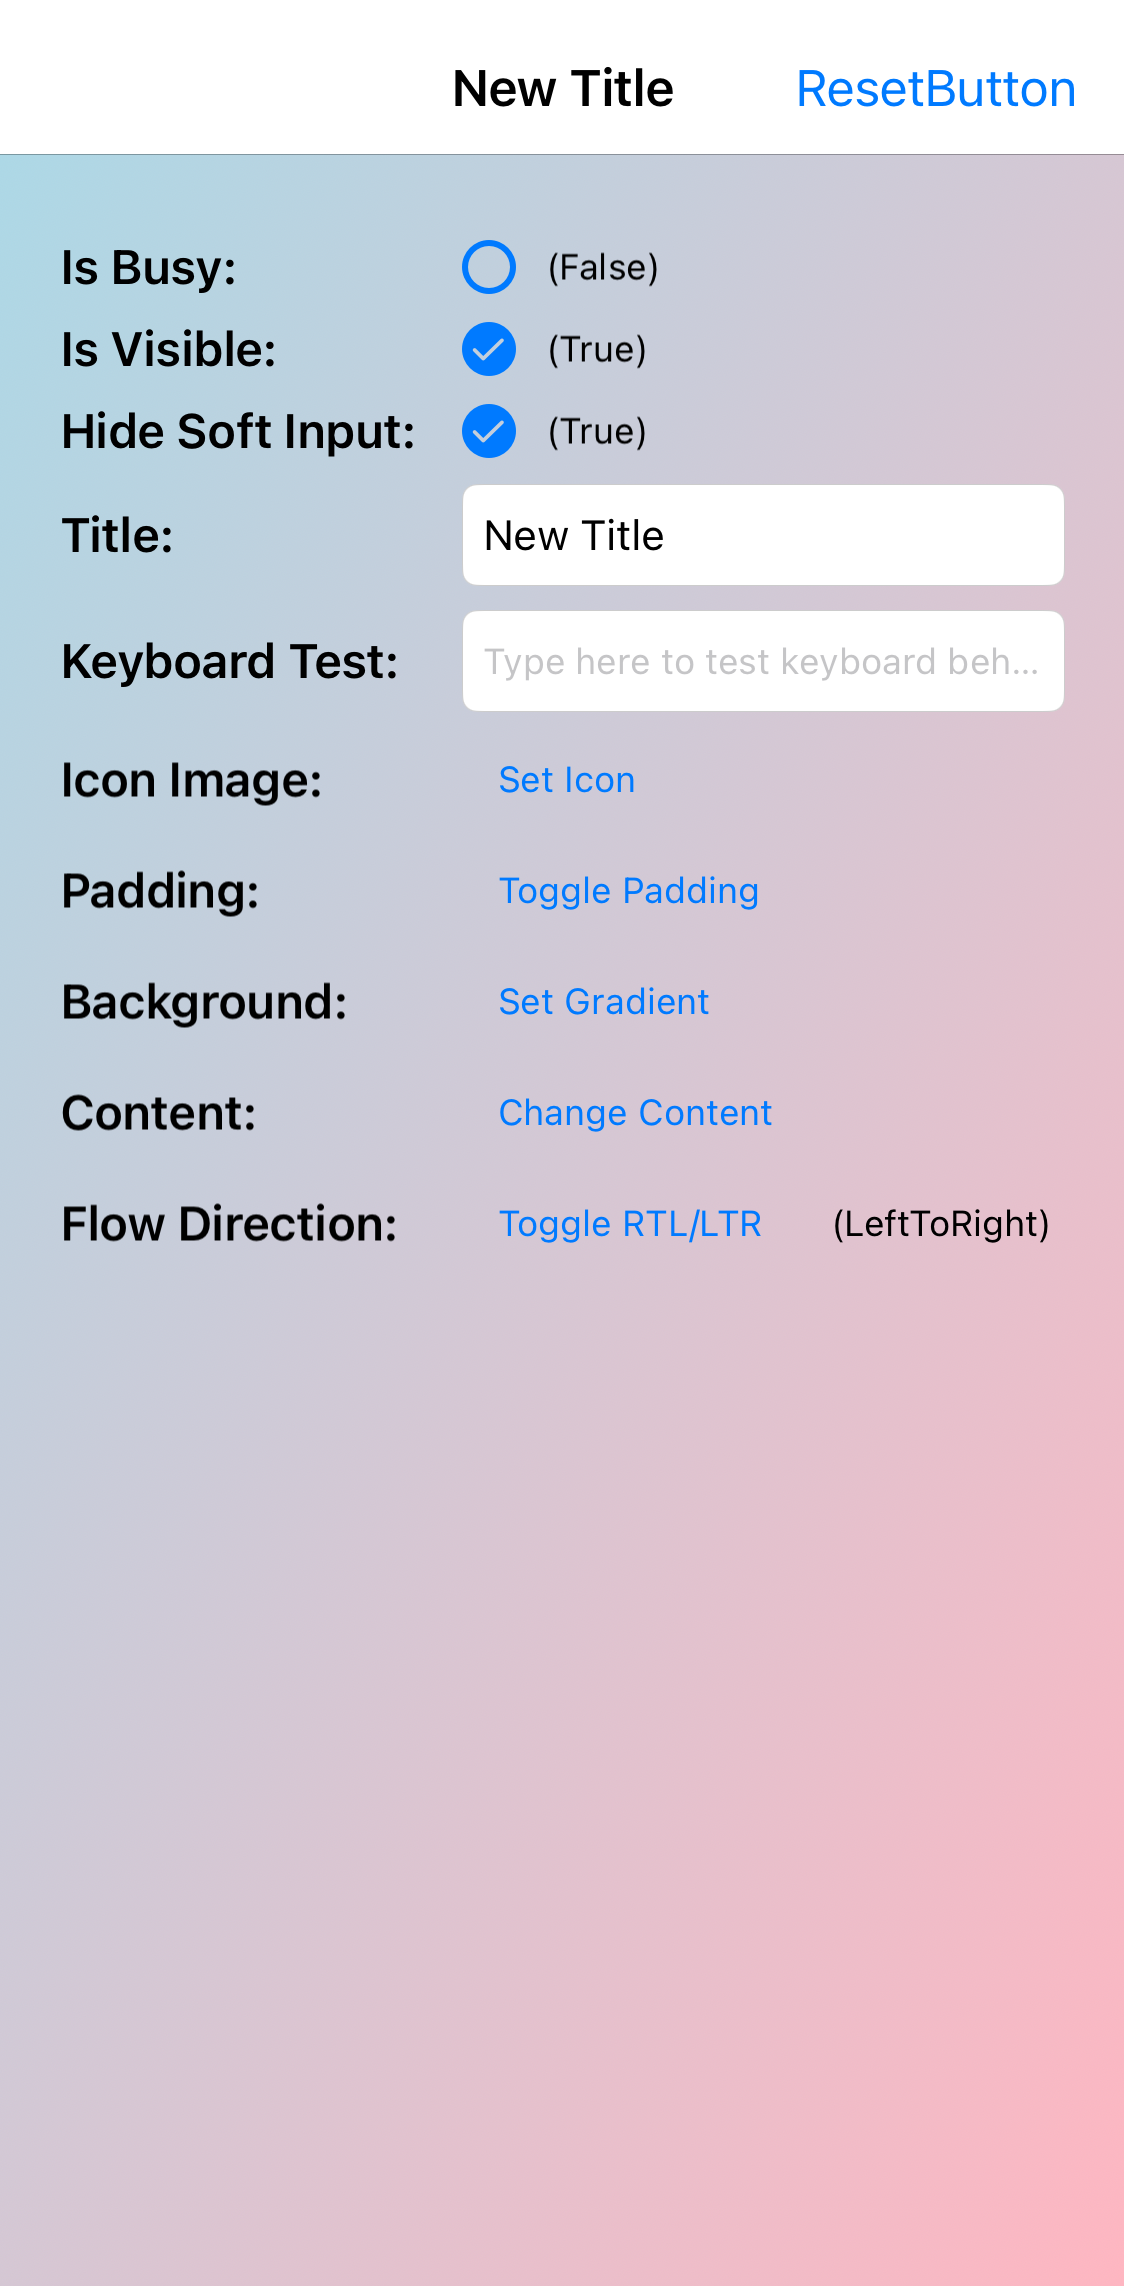 New Title ResetButton
Is Busy: (False)
Is Visible: (True)
Hide Soft Input: (True)
Title: New Title
Keyboard Test: Type here to test keyboard beh...
Icon Image: Set Icon
Padding: Toggle Padding
Background: Set Gradient
Content: Change Content
Flow Direction: Toggle RTL/LTR (LeftToRight)